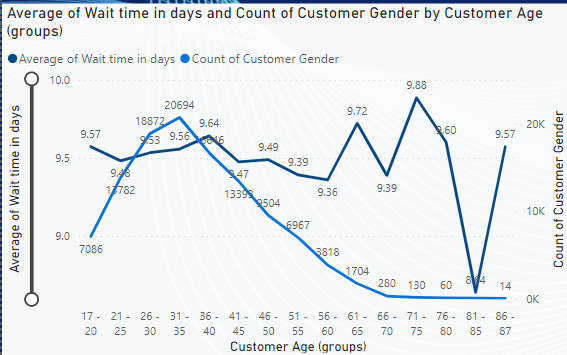 Average of Wait time in days and Count of Customer Gender by Customer Age
(groups)
Average of Wait time in days
Count of Customer Gender
Average of Wait time in days
10.0
9.5
9.0
9.57
9.48
9.53
9.56
9.64
9.47
9.49
9.39
9.36
9.72
9.39
9.88
9.60
9.57
7086
13782
18872
20694
13393
9504
6967
3818
1704
280
130
60
14
20K
10K
0K
Count of Customer Gender
17 - 20
21 - 25
26 - 30
31 - 35
36 - 40
41 - 45
46 - 50
51 - 55
56 - 60
61 - 65
66 - 70
71 - 75
76 - 80
81 - 85
86 - 87
Customer Age (groups)